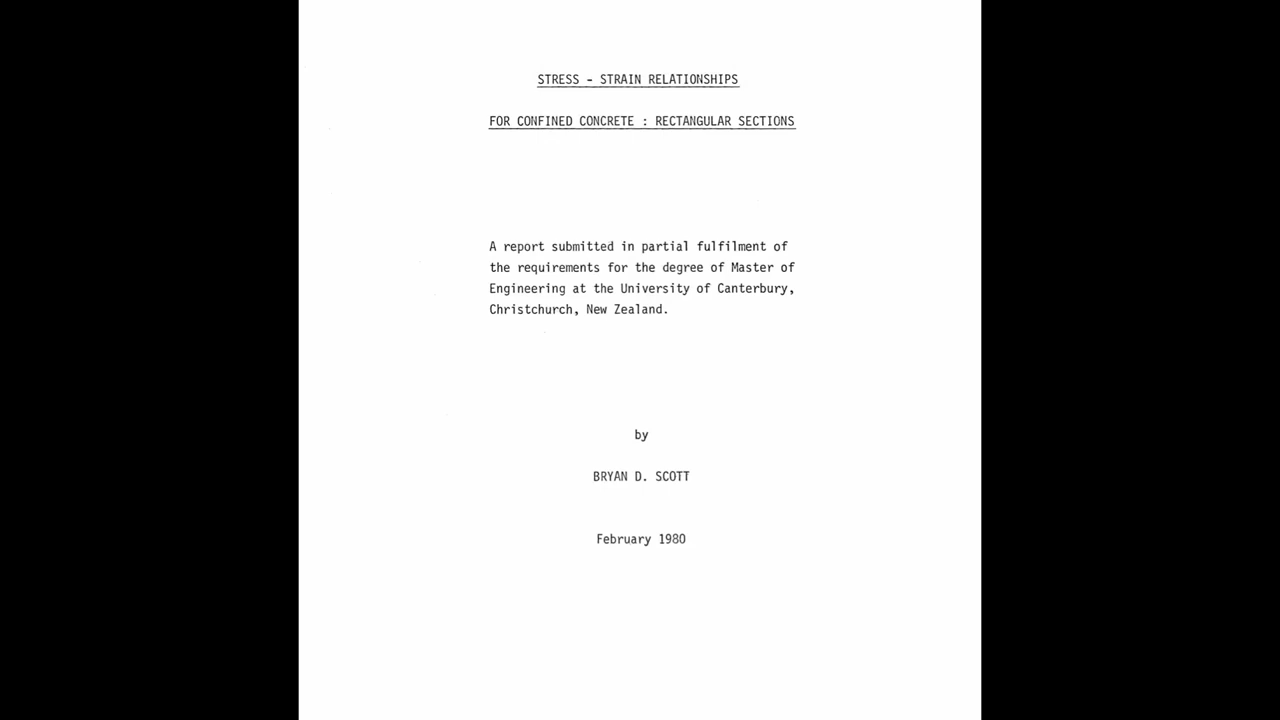 STRESS - STRAIN RELATIONSHIPS
FOR CONFINED CONCRETE : RECTANGULAR SECTIONS
A report submitted in partial fulfilment of
the requirements for the degree of Master of
Engineering at the University of Canterbury,
Christchurch, New Zealand.
by
BRYAN D. SCOTT
February 1980